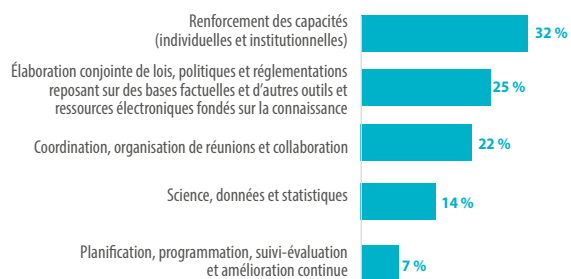 Renforcement des capacités
(individuelles et institutionnelles)
32 %
Élaboration conjointe de lois, politiques et réglementations
reposant sur des bases factuelles et d'autres outils et
ressources électroniques fondés sur la connaissance
25 %
Coordination, organisation de réunions et collaboration
22 %
Science, données et statistiques
14 %
Planification, programmation, suivi-évaluation
et amélioration continue
7 %